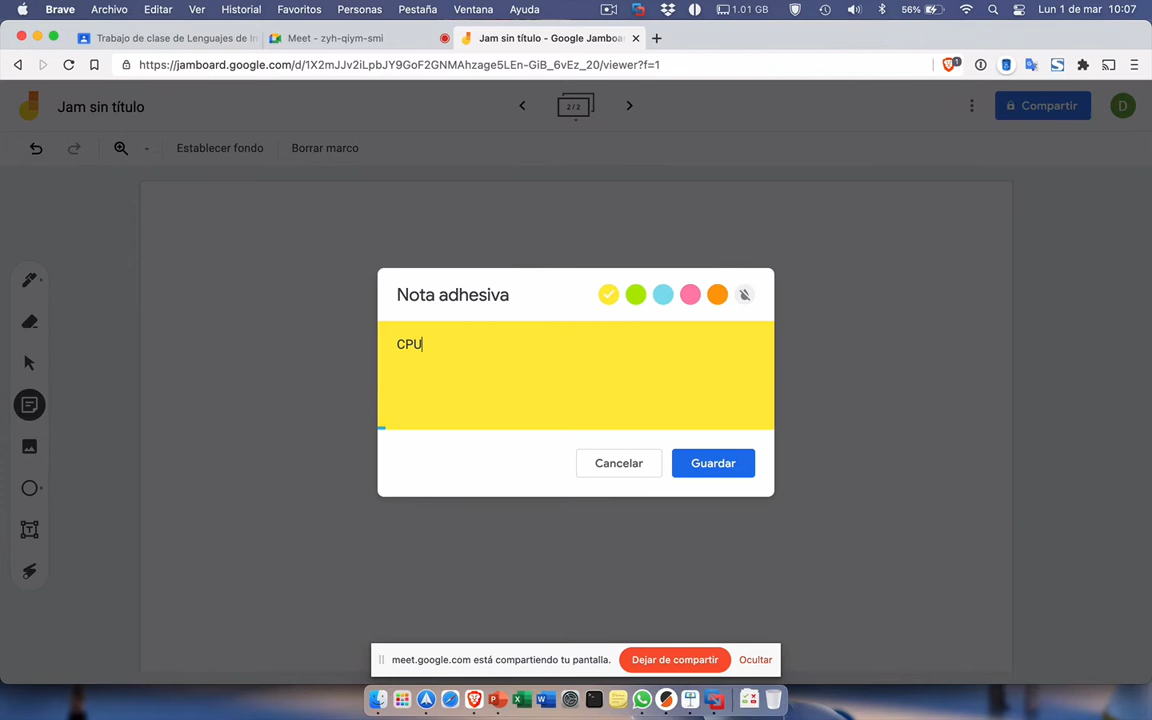 Brave Archivo Editar Ver Historial Favoritos Personas Pestaña Ventana Ayuda 1.01 GB 56% Lun 1 de mar 10:07
Trabajo de clase de Lenguajes de In Meet - zyh-qiym-smi Jam sin título - Google Jamboa
https://jamboard.google.com/d/1X2mJJv2iLpbJY9GoF2GNMAhzage5LEn-GiB_6vEz_20/viewer?f=1 1
Jam sin título 2/2 Compartir D
Establecer fondo Borrar marco
Nota adhesiva
CPU
Cancelar Guardar
meet.google.com está compartiendo tu pantalla. Dejar de compartir Ocultar